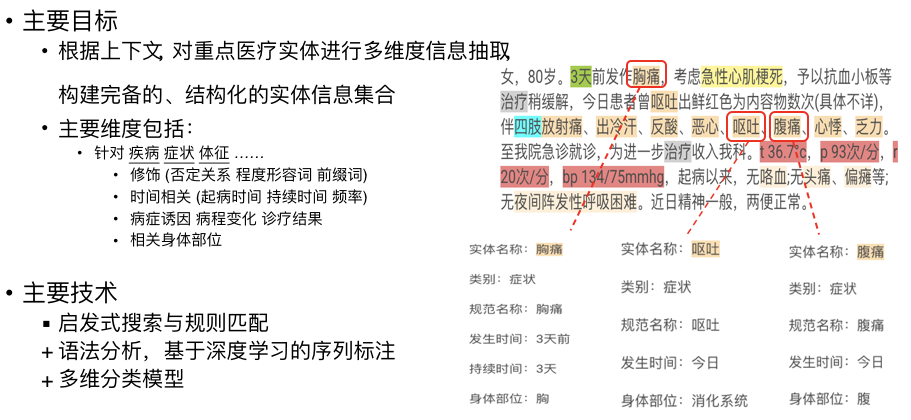 • 主要目标
• 根据上下文，对重点医疗实体进行多维度信息抽取，
构建完备的、结构化的实体信息集合
• 主要维度包括：
• 针对 疾病 症状 体征 ……
• 修饰 (否定关系 程度形容词 前缀词)
• 时间相关 (起病时间 持续时间 频率)
• 病症诱因 病程变化 诊疗结果
• 相关身体部位
• 主要技术
▪ 启发式搜索与规则匹配
+ 语法分析，基于深度学习的序列标注
+ 多维分类模型
女，80岁。3天前发作胸痛，考虑急性心肌梗死，予以抗血小板等
治疗稍缓解，今日患者曾呕吐出鲜红色为内容物数次(具体不详)，
伴四肢放射痛、出冷汗、反酸、恶心、呕吐、腹痛、心悸、乏力。
至我院急诊就诊，为进一步治疗收入我科。t 36.7°c，p 93次/分，r
20次/分，bp 134/75mmhg，起病以来，无咯血;无头痛、偏瘫等;
无夜间阵发性呼吸困难。近日精神一般，两便正常。
实体名称：胸痛
类别：症状
规范名称：胸痛
发生时间：3天前
持续时间：3天
身体部位：胸
实体名称：呕吐
类别：症状
规范名称：呕吐
发生时间：今日
身体部位：消化系统
实体名称：腹痛
类别：症状
规范名称：腹痛
发生时间：今日
身体部位：腹